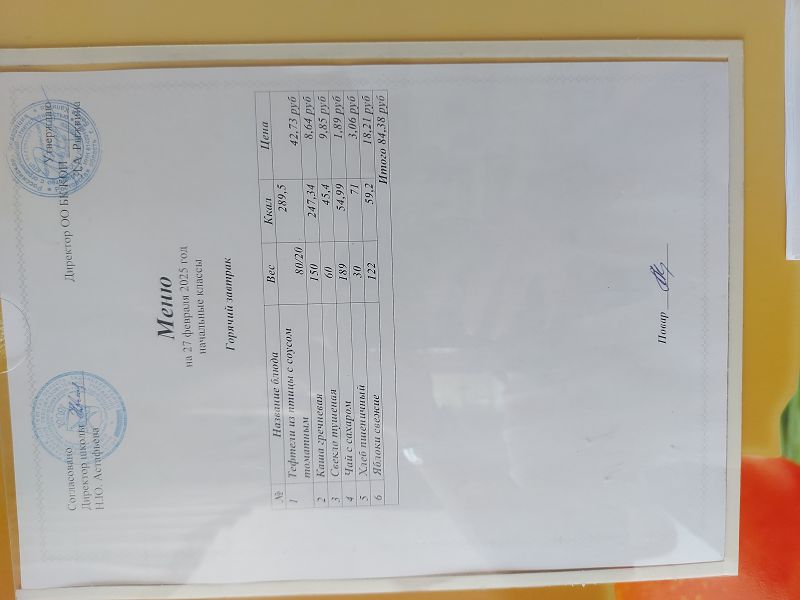 Согласовано
Директор школы
Н.Ю. Астафьева
Утверждаю
Директор ОО БККОП
Э.А. Ряскина
Меню
на 27 февраля 2025 год
начальные классы
Горячий завтрак
№ Название блюда Вес Ккал Цена
1 Тефтели из птицы с соусом томатным 80/20 289,5 42,73 руб
2 Каша гречневая 150 247,34 8,64 руб
3 Свекло тушеная 60 45,4 9,85 руб
4 Чай с сахаром 189 54,99 1,89 руб
5 Хлеб пшеничный 30 71 3,06 руб
6 Яблоки свежие 122 59,2 18,21 руб
Итого 84,38 руб
Повар